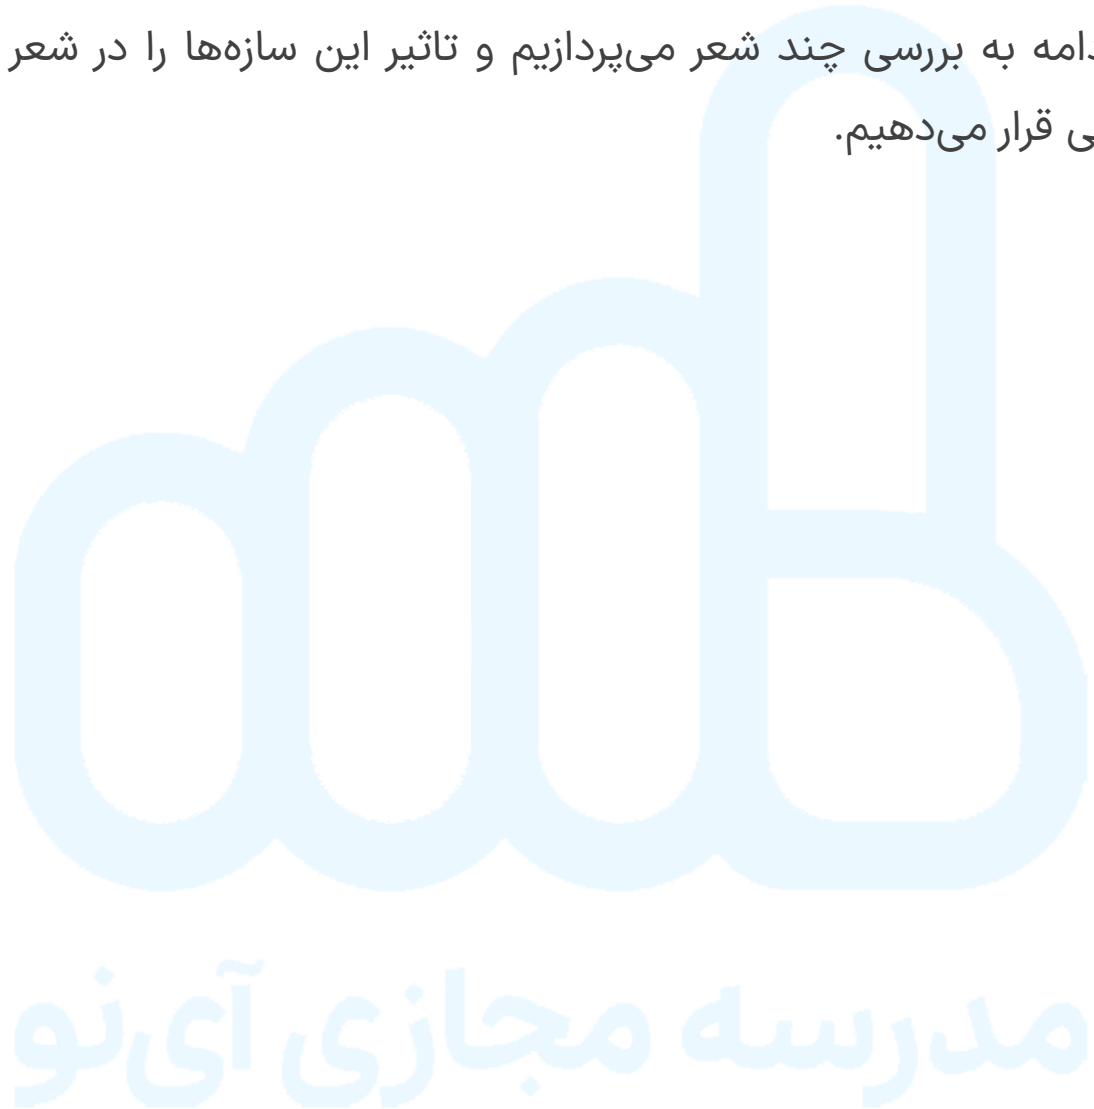 به بررسی چند شعر می‌پردازیم و تاثیر این سازه‌ها را در شعر
قرار می‌دهیم.
مدرسه مجازی آی‌نو